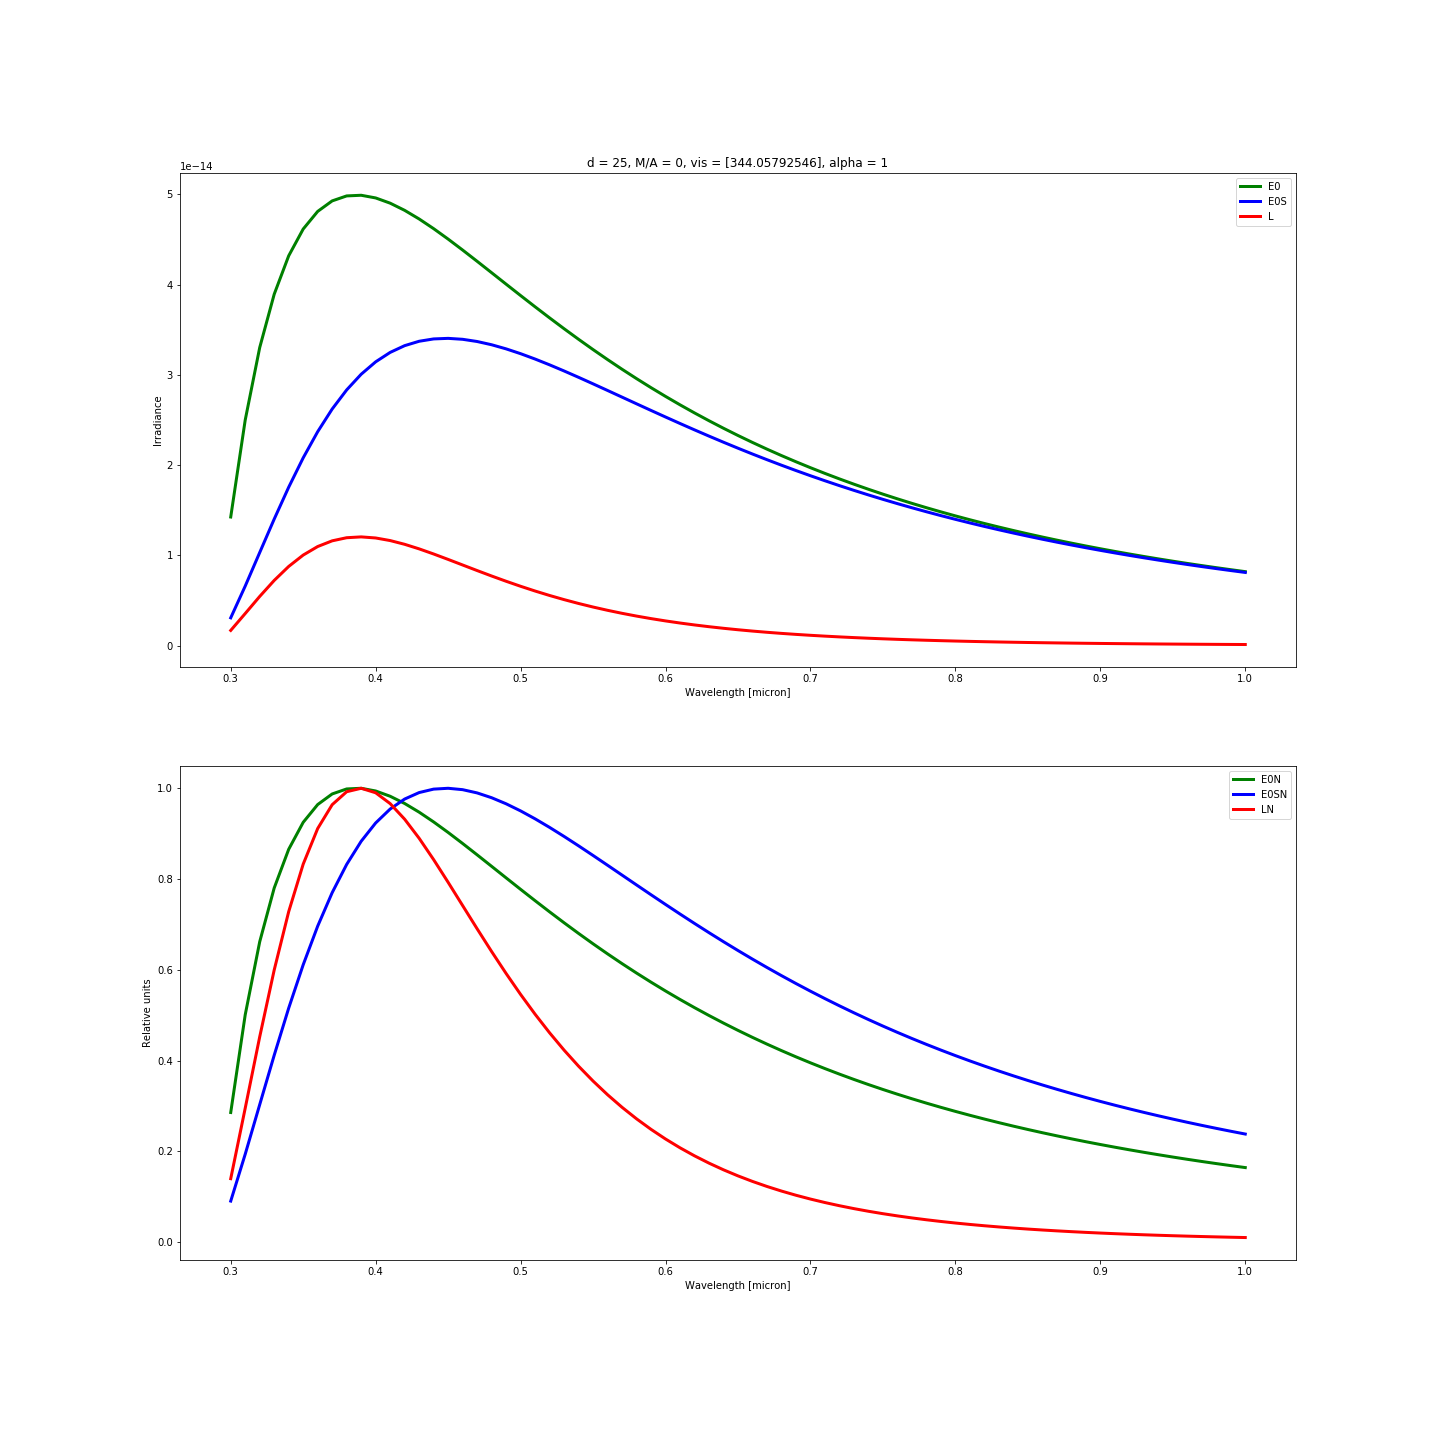 d = 25, M/A = 0, vis = [344.05792546], alpha = 1
1e−14
E0
E0S
L
5
4
3
2
1
0
Irradiance
0.3 0.4 0.5 0.6 0.7 0.8 0.9 1.0
Wavelength [micron]
E0N
E0SN
LN
1.0
0.8
0.6
0.4
0.2
0.0
Relative units
0.3 0.4 0.5 0.6 0.7 0.8 0.9 1.0
Wavelength [micron]